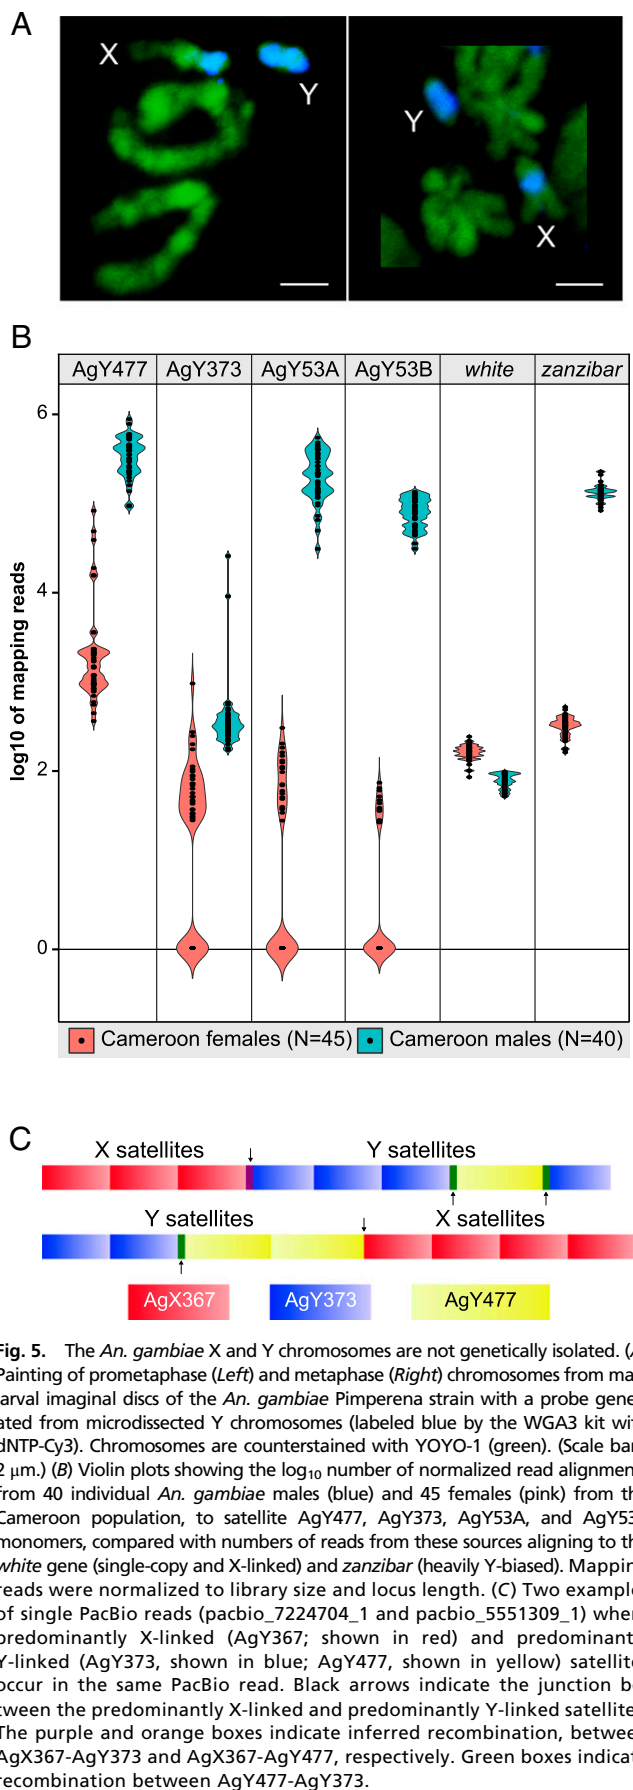 A
X
Y
Y
X
B
AgY477 AgY373 AgY53A AgY53B white zanzibar
6
4
2
0
log10 of mapping reads
Cameroon females (N=45) Cameroon males (N=40)
C
X satellites Y satellites
Y satellites X satellites
AgX367 AgY373 AgY477
Fig. 5. The An. gambiae X and Y chromosomes are not genetically isolated. (
Painting of prometaphase (Left) and metaphase (Right) chromosomes from ma
larval imaginal discs of the An. gambiae Pimperena strain with a probe gene
ated from microdissected Y chromosomes (labeled blue by the WGA3 kit wit
dNTP-Cy3). Chromosomes are counterstained with YOYO-1 (green). (Scale bar
2 μm.) (B) Violin plots showing the log10 number of normalized read alignmen
from 40 individual An. gambiae males (blue) and 45 females (pink) from th
Cameroon population, to satellite AgY477, AgY373, AgY53A, and AgY53
monomers, compared with numbers of reads from these sources aligning to th
white gene (single-copy and X-linked) and zanzibar (heavily Y-biased). Mappin
reads were normalized to library size and locus length. (C) Two example
of single PacBio reads (pacbio_7224704_1 and pacbio_5551309_1) wher
predominantly X-linked (AgY367; shown in red) and predominant
Y-linked (AgY373, shown in blue; AgY477, shown in yellow) satellite
occur in the same PacBio read. Black arrows indicate the junction be
tween the predominantly X-linked and predominantly Y-linked satellite
The purple and orange boxes indicate inferred recombination, betwee
AgX367-AgY373 and AgX367-AgY477, respectively. Green boxes indicat
recombination between AgY477-AgY373.